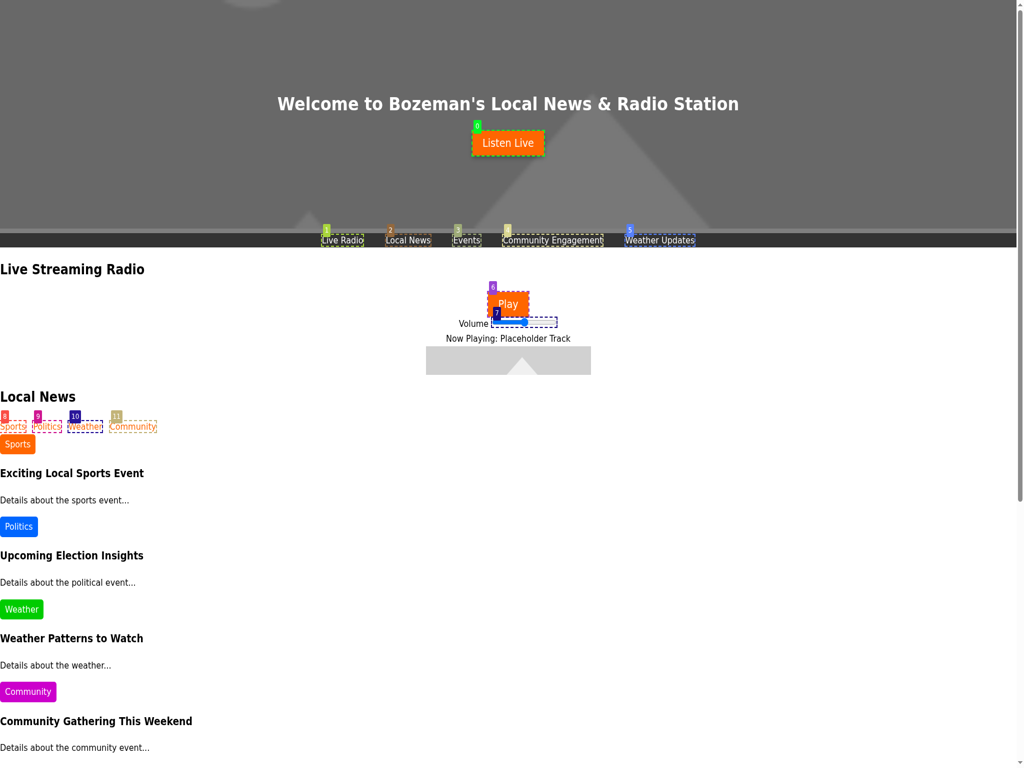 Welcome to Bozeman's Local News & Radio Station
0
Listen Live
1 2 3 4 5
Live Radio Local News Events Community Engagement Weather Updates
Live Streaming Radio
6
Play
7
Volume
Now Playing: Placeholder Track
Local News
8 9 10 11
Sports Politics Weather Community
Sports
Exciting Local Sports Event
Details about the sports event...
Politics
Upcoming Election Insights
Details about the political event...
Weather
Weather Patterns to Watch
Details about the weather...
Community
Community Gathering This Weekend
Details about the community event...